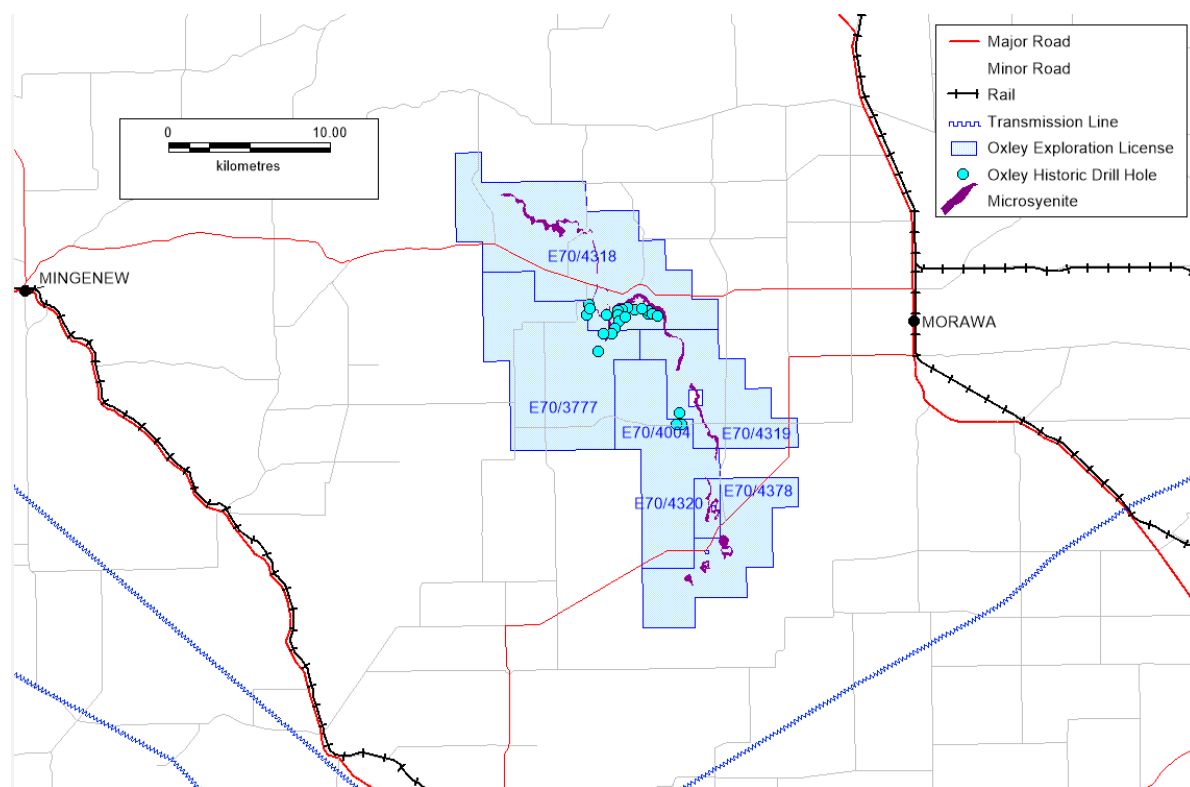 Major Road
Minor Road
Rail
Transmission Line
Oxley Exploration License
Oxley Historic Drill Hole
Microsyenite
0 10.00
kilometres
E70/4318
MINGENEW
MORAWA
E70/3777
E70/4004
E70/4319
E70/4378
E70/4320